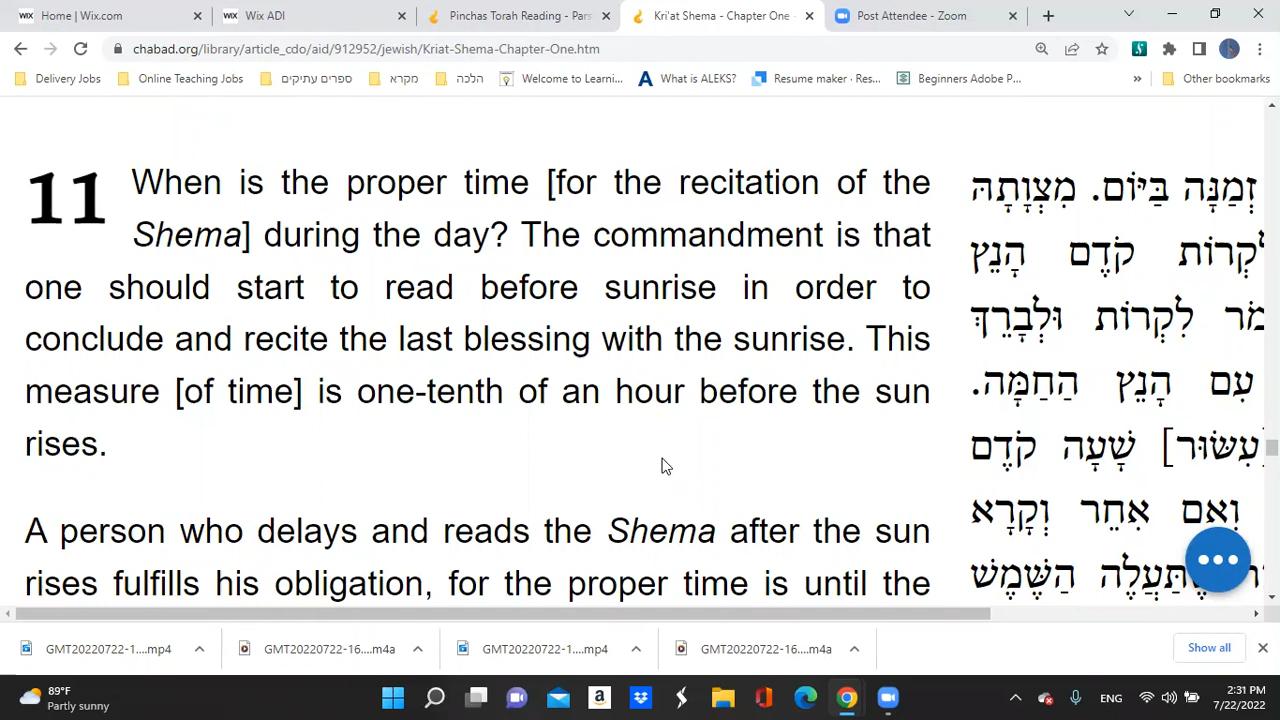 Home | Wix.com
Wix ADI
Pinchas Torah Reading - Pars
Kri'at Shema - Chapter One -
Post Attendee - Zoom
chabad.org/library/article_cdo/aid/912952/jewish/Kriat-Shema-Chapter-One.htm
Delivery Jobs
Online Teaching Jobs
ספרים עתיקים
מקרא
הלכה
Welcome to Learni...
What is ALEKS?
Resume maker · Res...
Beginners Adobe P...
»
Other bookmarks
11 When is the proper time [for the recitation of the
Shema] during the day? The commandment is that
one should start to read before sunrise in order to
conclude and recite the last blessing with the sunrise. This
measure [of time] is one-tenth of an hour before the sun
rises.
A person who delays and reads the Shema after the sun
rises fulfills his obligation, for the proper time is until the
זְמַנָּהּ בַּיּוֹם. מִצְוָתָהּ
לִקְרוֹת קֹדֶם הָנֵץ
לִקְרוֹת וּלְבָרֵךְ
עִם הָנֵץ הַחַמָּה.
[עִשּׂוּר] שָׁעָה קֹדֶם
וְאִם אִחֵר וְקָרָא
שֶׁתַּעֲלֶה הַשֶּׁמֶשׁ
GMT20220722-1....mp4
GMT20220722-16....m4a
GMT20220722-1....mp4
GMT20220722-16....m4a
Show all
89°F
Partly sunny
ENG
2:31 PM
7/22/2022